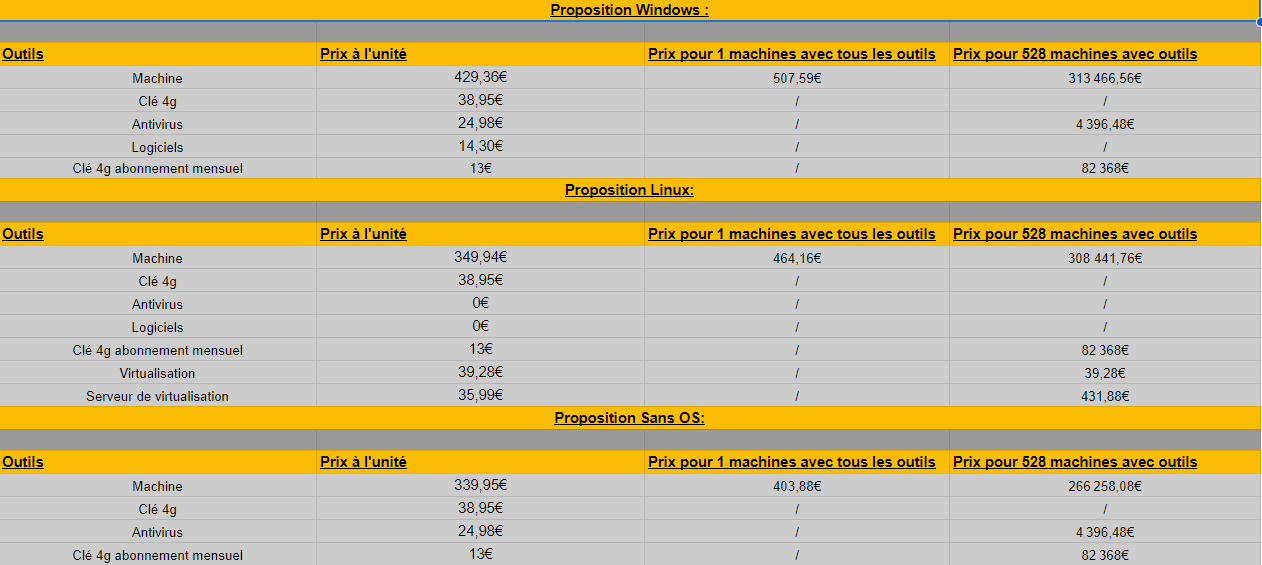 Proposition Windows :
Outils Prix à l'unité Prix pour 1 machines avec tous les outils Prix pour 528 machines avec outils
Machine 429,36€ 507,59€ 313 466,56€
Clé 4g 38,95€ / /
Antivirus 24,98€ / 4 396,48€
Logiciels 14,30€ / /
Clé 4g abonnement mensuel 13€ / 82 368€
Proposition Linux:
Outils Prix à l'unité Prix pour 1 machines avec tous les outils Prix pour 528 machines avec outils
Machine 349,94€ 464,16€ 308 441,76€
Clé 4g 38,95€ / /
Antivirus 0€ / /
Logiciels 0€ / /
Clé 4g abonnement mensuel 13€ / 82 368€
Virtualisation 39,28€ / 39,28€
Serveur de virtualisation 35,99€ / 431,88€
Proposition Sans OS:
Outils Prix à l'unité Prix pour 1 machines avec tous les outils Prix pour 528 machines avec outils
Machine 339,95€ 403,88€ 266 258,08€
Clé 4g 38,95€ / /
Antivirus 24,98€ / 4 396,48€
Clé 4g abonnement mensuel 13€ / 82 368€